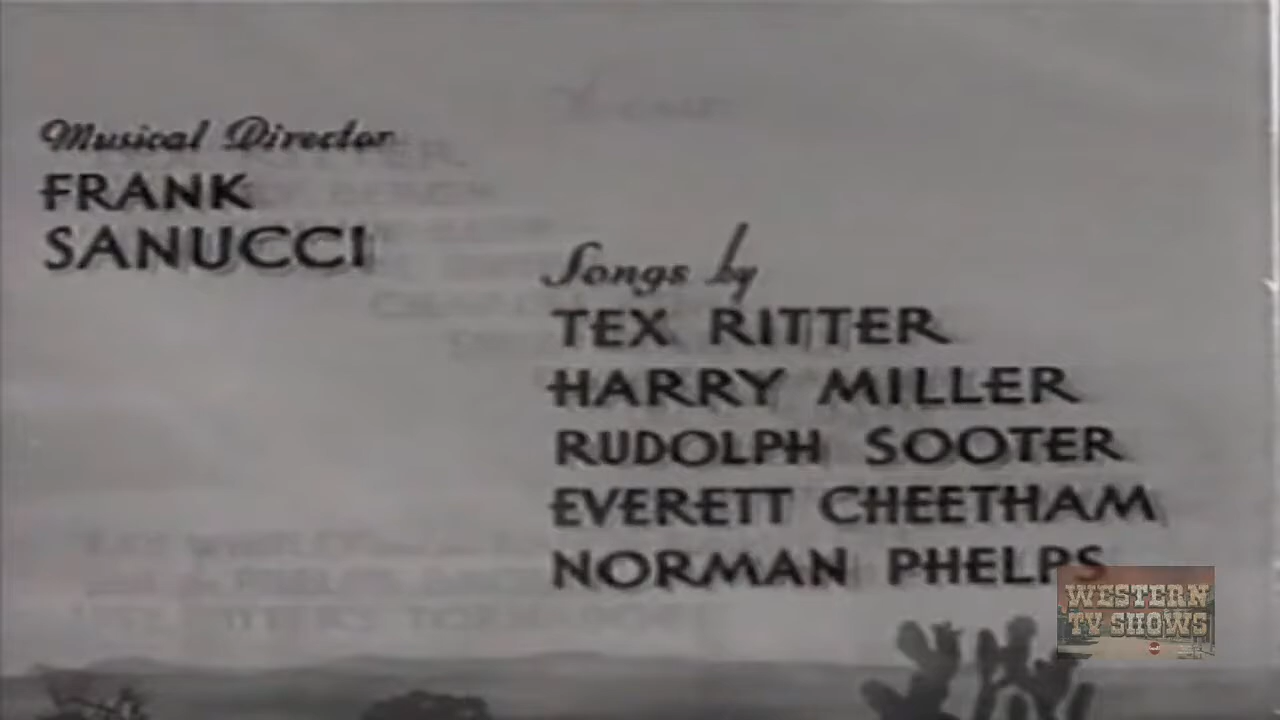 Musical Director
FRANK
SANUCCI
Songs by
TEX RITTER
HARRY MILLER
RUDOLPH SOOTER
EVERETT CHEETHAM
NORMAN PHELPS
WESTERN
TV SHOWS